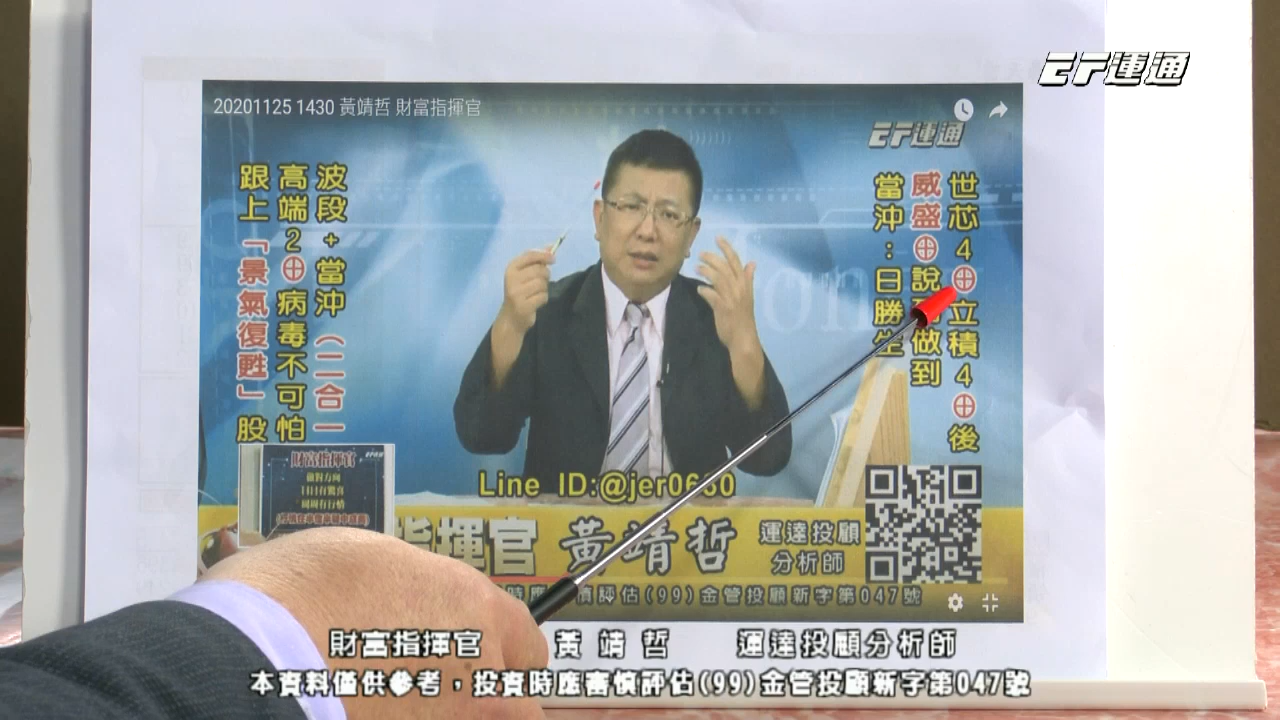 EF運通
20201125 1430 黃靖哲 財富指揮官
EF運通
世芯4⊕立積4⊕後
威盛⊕說到做到
當沖:日勝生
波段+當沖(二合一
高端2⊕病毒不可怕
跟上「景氣復甦」股
財富指揮官
Line ID:@jer0660
指揮官 黃靖哲 運達投顧
分析師
評估(99)金管投顧新字第047號
財富指揮官 黃靖哲 運達投顧分析師
本資料僅供參考,投資時應審慎評估(99)金管投顧新字第047號